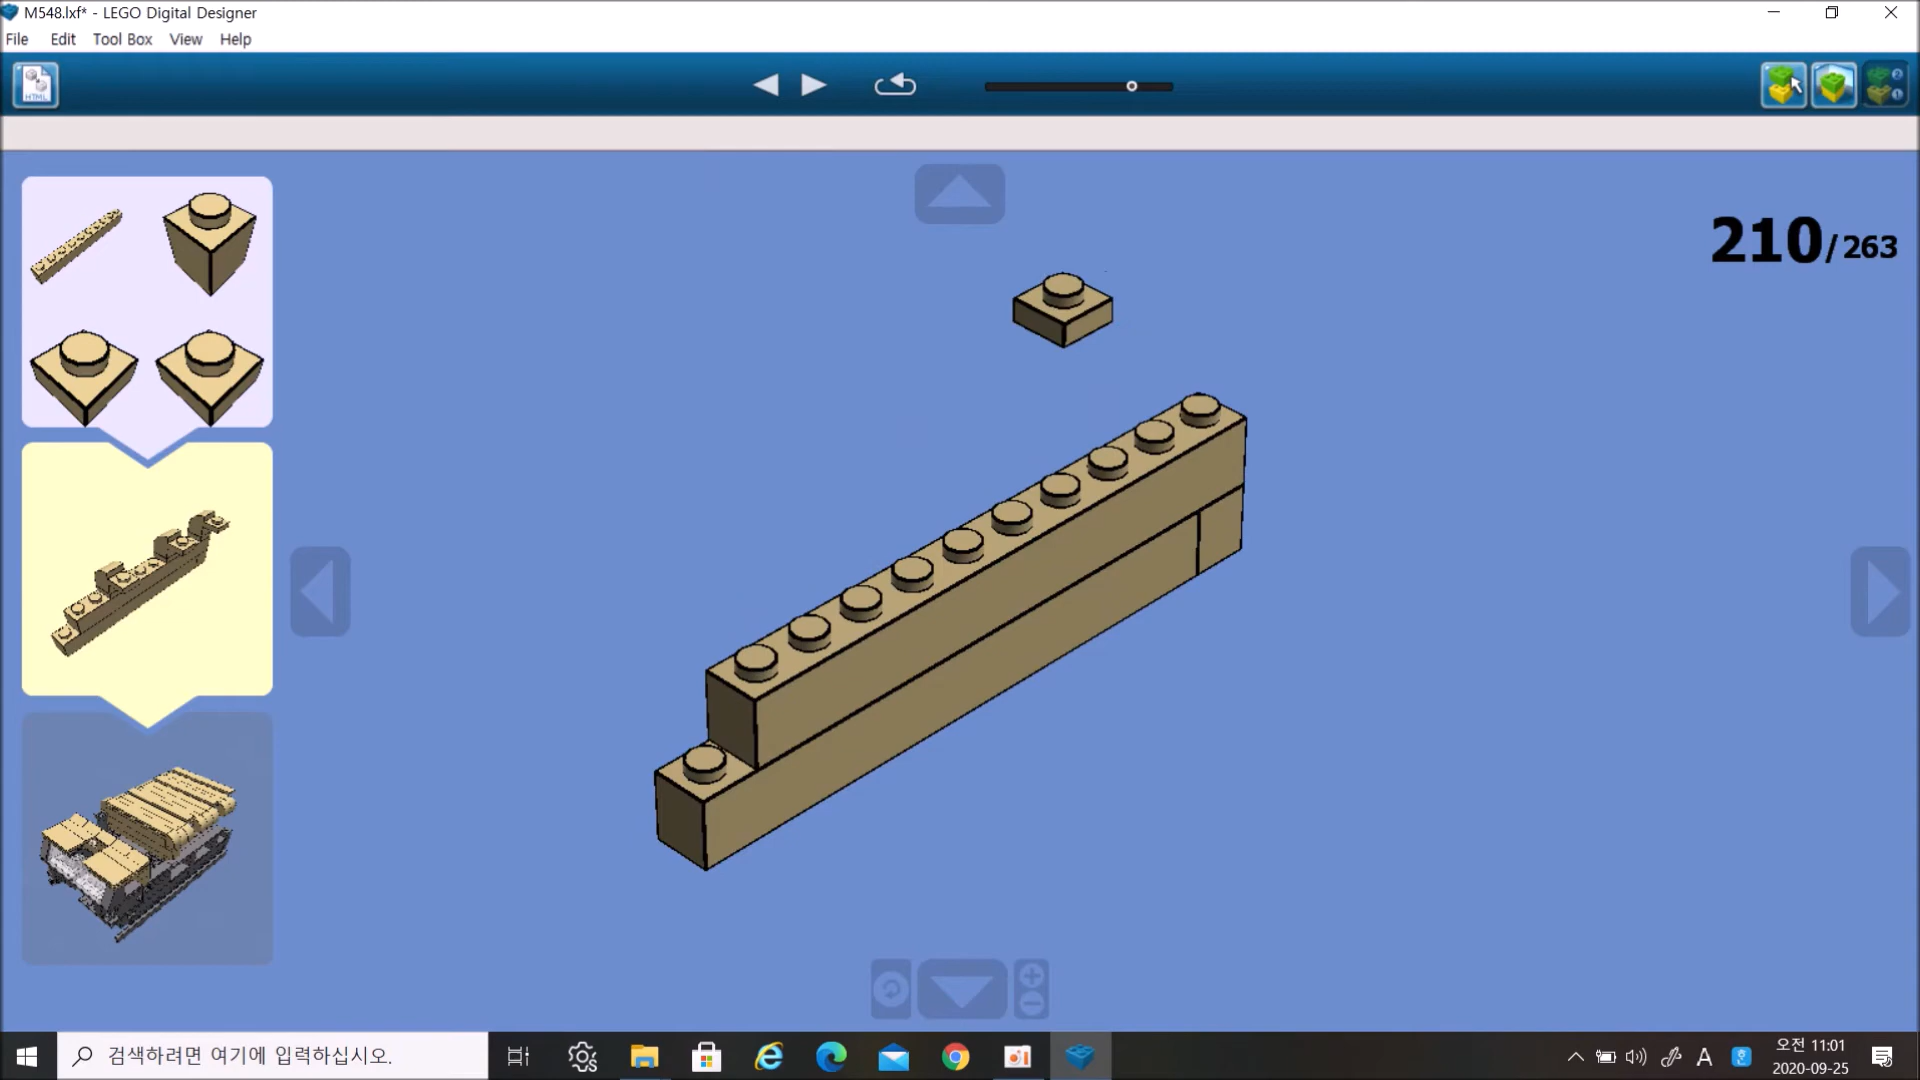 M548.lxf* - LEGO Digital Designer
File Edit Tool Box View Help
HTML
210/263
검색하려면 여기에 입력하십시오.
A
오전 11:01
2020-09-25